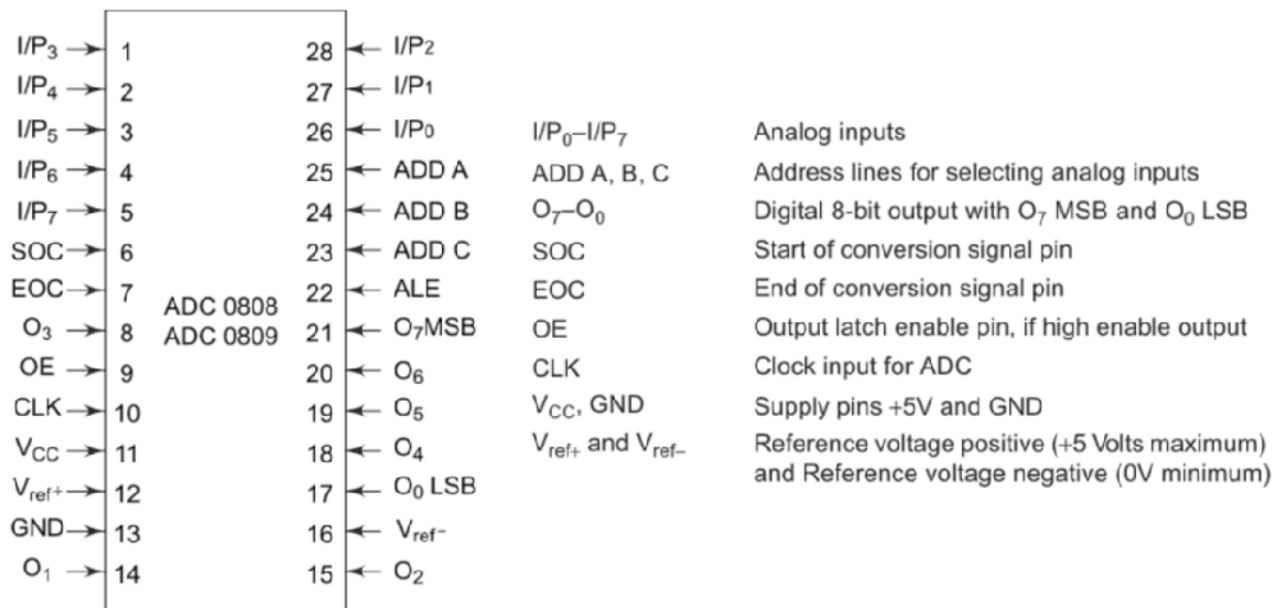 I/P₃ 1 28 I/P2
I/P₄ 2 27 I/P₁
I/P₅ 3 26 I/P₀ I/P₀–I/P₇ Analog inputs
I/P₆ 4 25 ADD A ADD A, B, C Address lines for selecting analog inputs
I/P₇ 5 24 ADD B O₇–O₀ Digital 8-bit output with O₇ MSB and O₀ LSB
SOC 6 23 ADD C SOC Start of conversion signal pin
EOC 7 22 ALE EOC End of conversion signal pin
ADC 0808
O₃ 8 ADC 0809 21 O₇MSB OE Output latch enable pin, if high enable output
OE 9 20 O₆ CLK Clock input for ADC
CLK 10 19 O₅ V_CC, GND Supply pins +5V and GND
V_CC 11 18 O₄ V_ref+ and V_ref– Reference voltage positive (+5 Volts maximum)
and Reference voltage negative (0V minimum)
V_ref+ 12 17 O₀ LSB
GND 13 16 V_ref–
O₁ 14 15 O₂